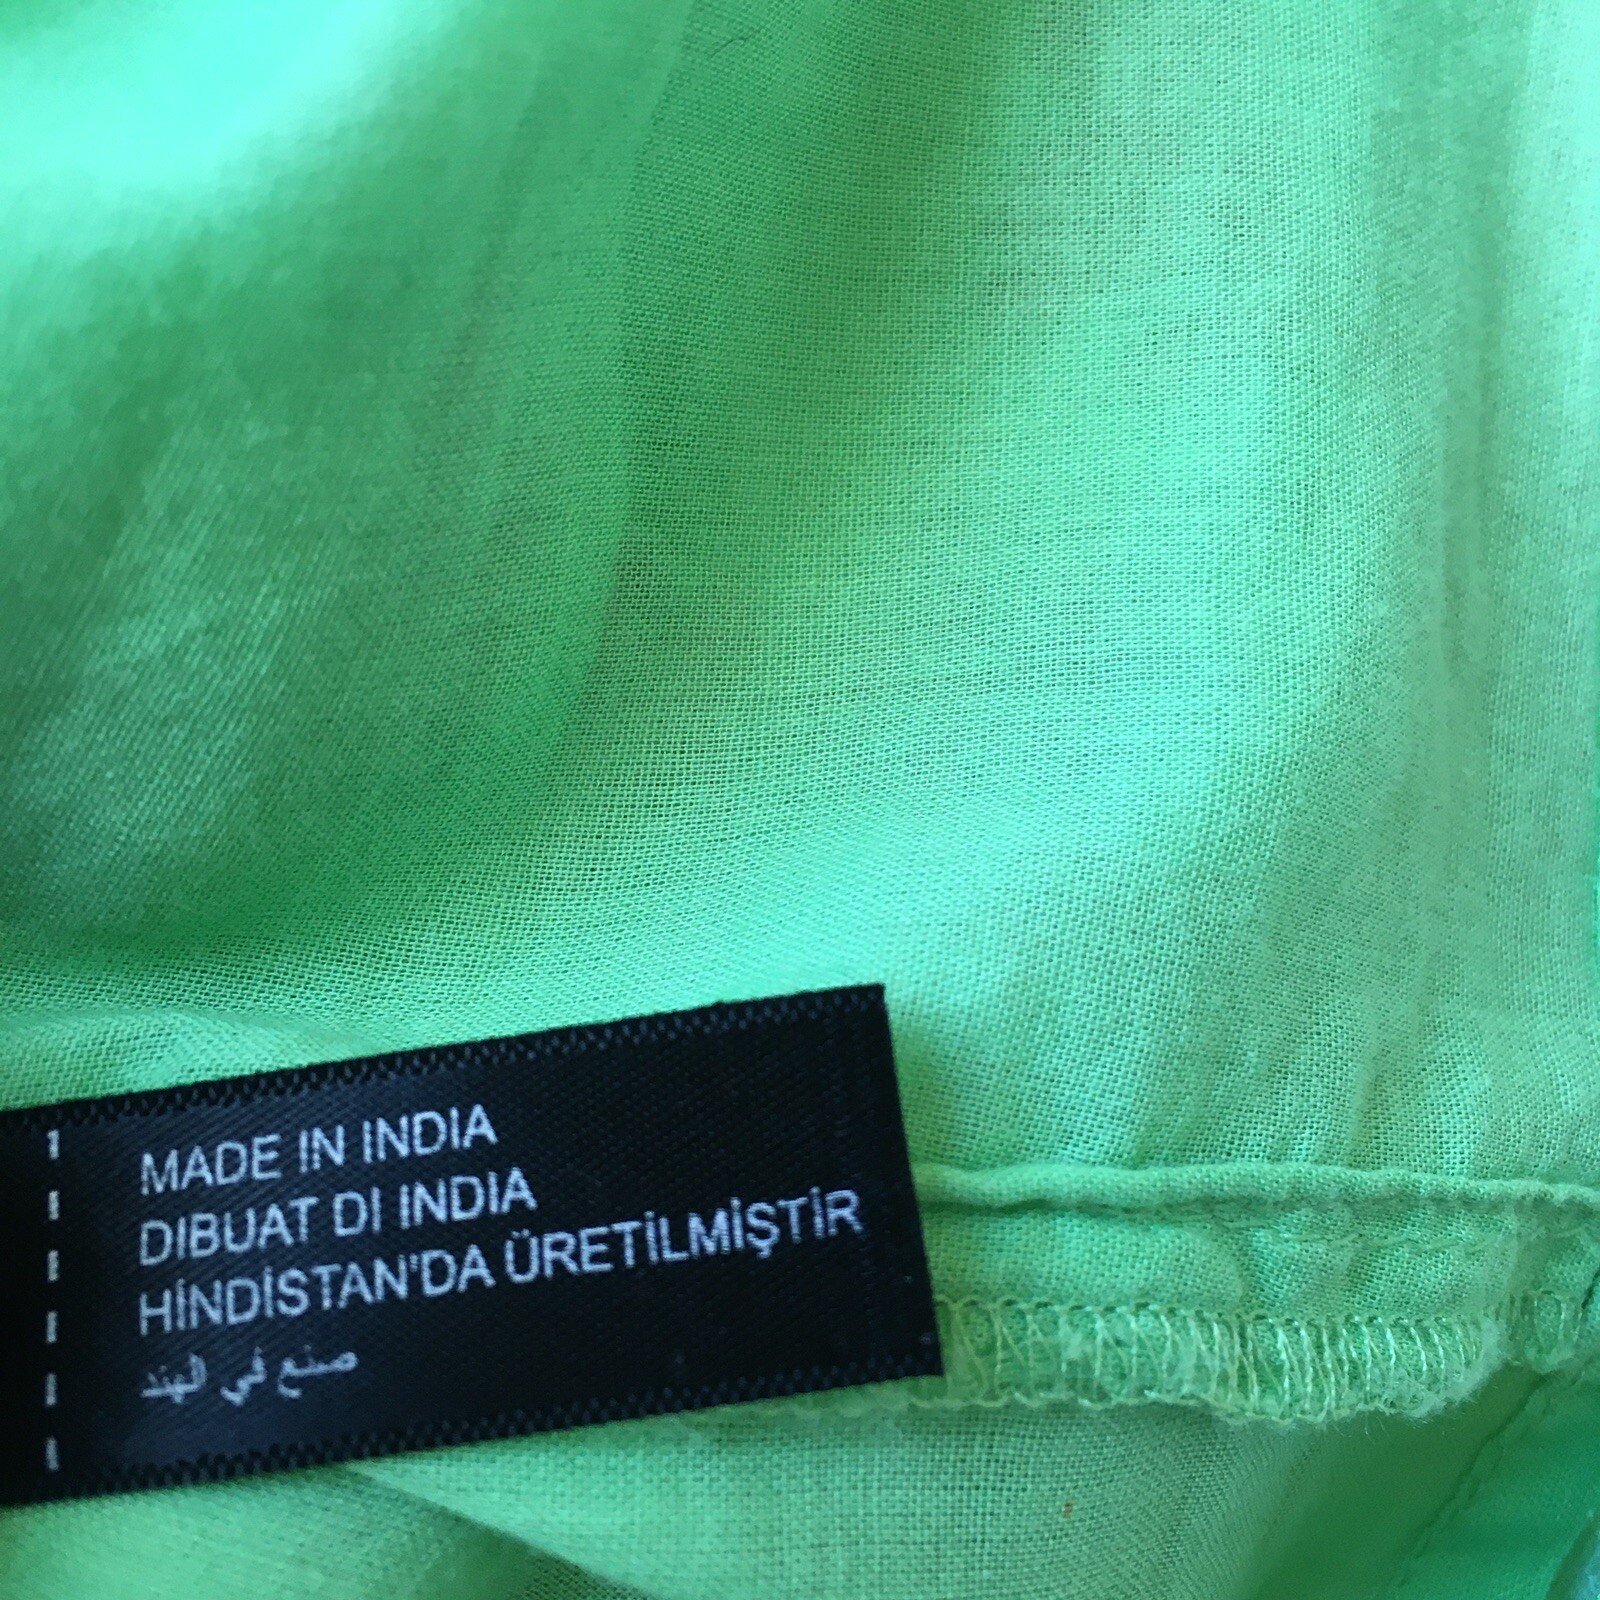 MADE IN INDIA
DIBUAT DI INDIA
HİNDİSTAN'DA ÜRETİLMİŞTİR
صنع في الهند